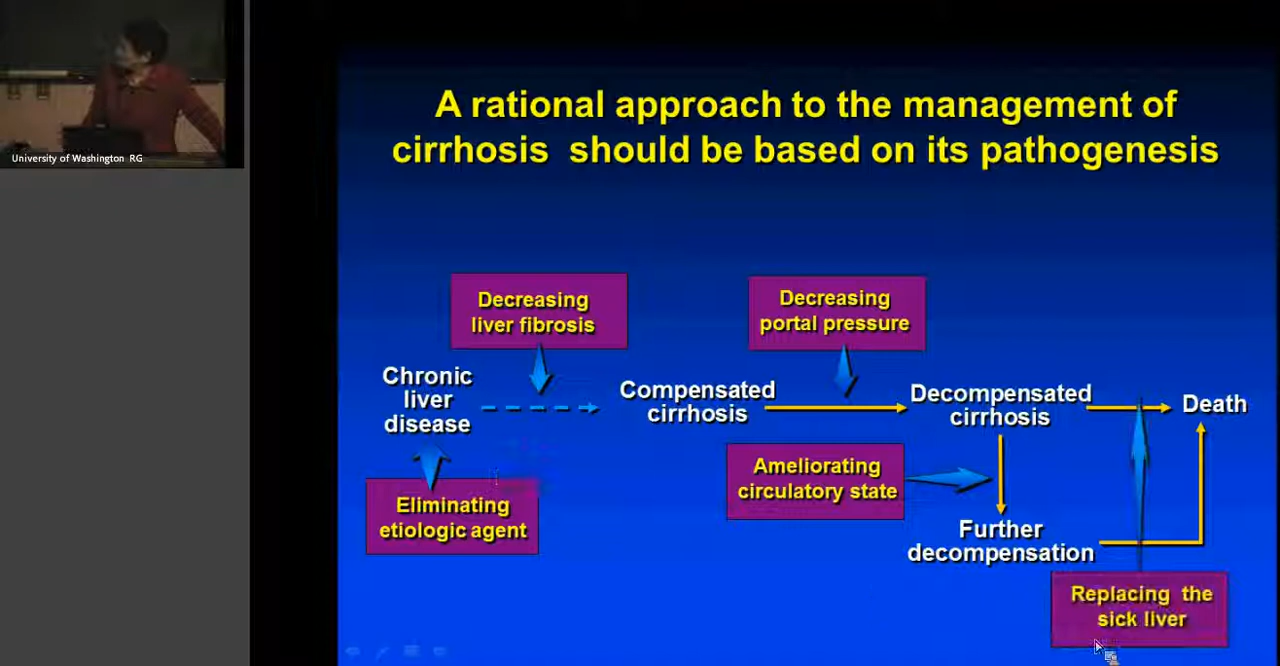 University of Washington RG
A rational approach to the management of
cirrhosis should be based on its pathogenesis
Decreasing
liver fibrosis
Decreasing
portal pressure
Chronic
liver
disease
Compensated
cirrhosis
Decompensated
cirrhosis
Death
Eliminating
etiologic agent
Ameliorating
circulatory state
Further
decompensation
Replacing the
sick liver